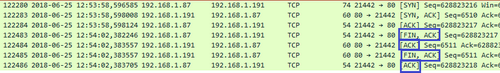 122280 2018-06-25 12:53:58,596585 192.168.1.87 192.168.1.191 TCP 74 21442 → 80 [SYN] Seq=628823216 Win=6
122283 2018-06-25 12:53:58,598008 192.168.1.191 192.168.1.87 TCP 60 80 → 21442 [SYN, ACK] Seq=6510 Ack=
122284 2018-06-25 12:53:58,598124 192.168.1.87 192.168.1.191 TCP 54 21442 → 80 [ACK] Seq=628823217 Ack=
122483 2018-06-25 12:54:02,382246 192.168.1.87 192.168.1.191 TCP 54 21442 → 80 [FIN, ACK] Seq=628823217
122484 2018-06-25 12:54:02,383557 192.168.1.191 192.168.1.87 TCP 60 80 → 21442 [ACK] Seq=6511 Ack=62882
122485 2018-06-25 12:54:02,383557 192.168.1.191 192.168.1.87 TCP 60 80 → 21442 [FIN, ACK] Seq=6511 Ack=
122486 2018-06-25 12:54:02,383705 192.168.1.87 192.168.1.191 TCP 54 21442 → 80 [ACK] Seq=628823218 Ack=